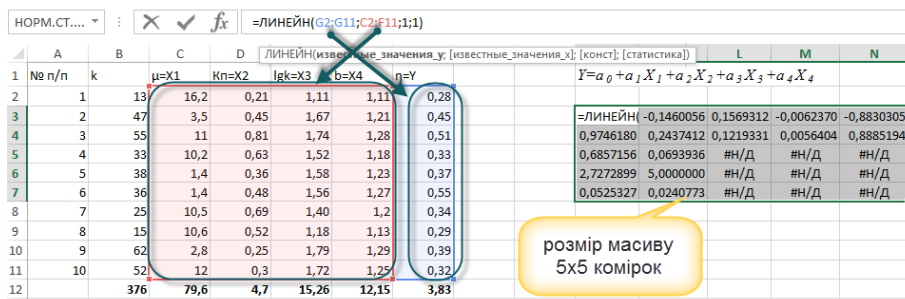 НОРМ.СТ.... =ЛИНЕЙН(G2:G11;C2:F11;1;1)
A B C D L M N
ЛИНЕЙН(известные_значения_y; [известные_значения_x]; [конст]; [статистика])
1 № п/п k μ=X1 Кп=X2 lgk=X3 b=X4 n=Y Y=a₀+a₁X₁+a₂X₂+a₃X₃+a₄X₄
2 1 13 16,2 0,21 1,11 1,11 0,28
3 2 47 3,5 0,45 1,67 1,21 0,45 =ЛИНЕЙН( -0,1460056 0,1569312 -0,0062370 -0,8830305
4 3 55 11 0,81 1,74 1,28 0,51 0,9746180 0,2437412 0,1219331 0,0056404 0,8885194
5 4 33 10,2 0,63 1,52 1,18 0,33 0,6857156 0,0693936 #Н/Д #Н/Д #Н/Д
6 5 38 1,4 0,36 1,58 1,23 0,37 2,7272899 5,0000000 #Н/Д #Н/Д #Н/Д
7 6 36 1,4 0,48 1,56 1,27 0,55 0,0525327 0,0240773 #Н/Д #Н/Д #Н/Д
8 7 25 10,5 0,69 1,40 1,2 0,34
9 8 15 10,6 0,52 1,18 1,13 0,29
10 9 62 2,8 0,25 1,79 1,29 0,39
11 10 52 12 0,3 1,72 1,25 0,32
12 376 79,6 4,7 15,26 12,15 3,83
розмір масиву
5х5 комірок